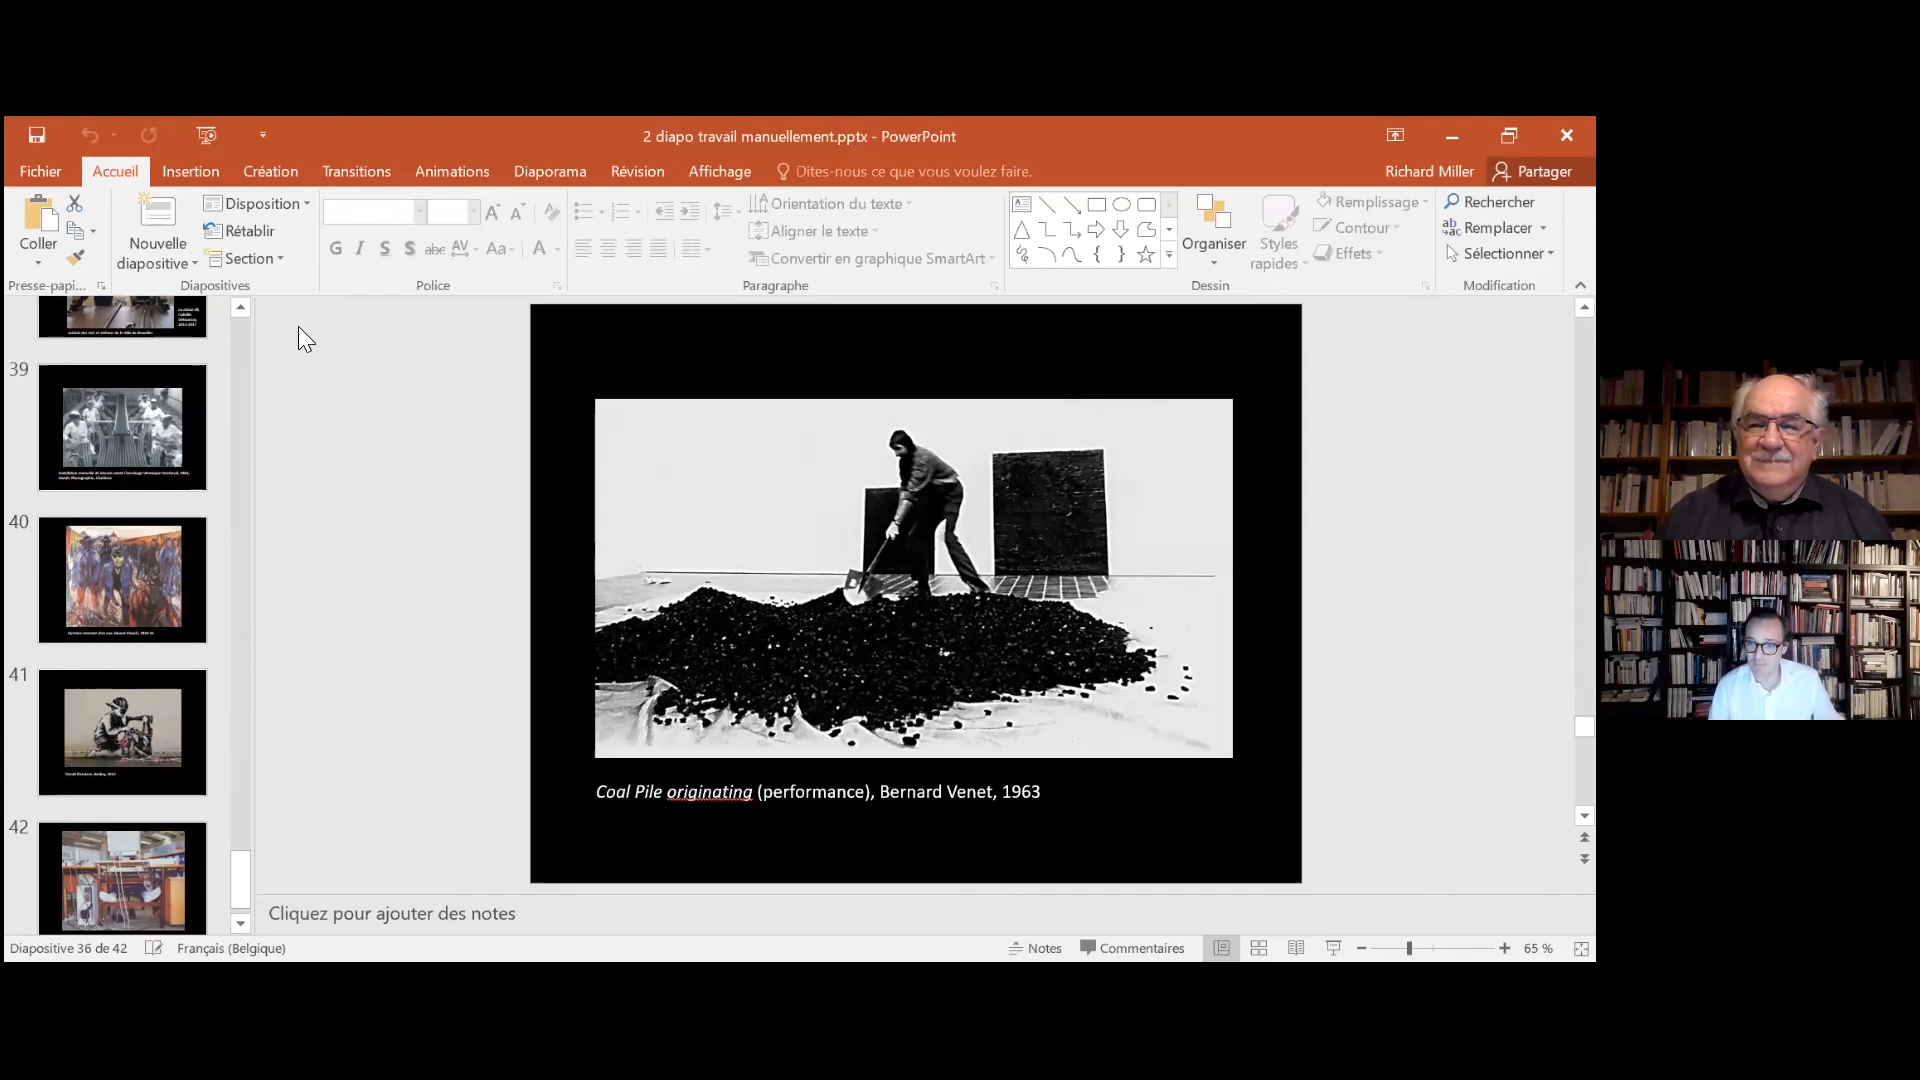 2 diapo travail manuellement.pptx - PowerPoint
Fichier Accueil Insertion Création Transitions Animations Diaporama Révision Affichage Dites-nous ce que vous voulez faire. Richard Miller Partager
Coller
Nouvelle
diapositive
Disposition
Rétablir
Section
G I S S abc AV Aa A
Orientation du texte
Aligner le texte
Convertir en graphique SmartArt
Organiser
Styles
rapides
Remplissage
Contour
Effets
Rechercher
Remplacer
Sélectionner
Presse-papi... Diapositives Police Paragraphe Dessin Modification
39
40
41
42
Coal Pile originating (performance), Bernard Venet, 1963
Cliquez pour ajouter des notes
Diapositive 36 de 42 Français (Belgique) Notes Commentaires 65 %